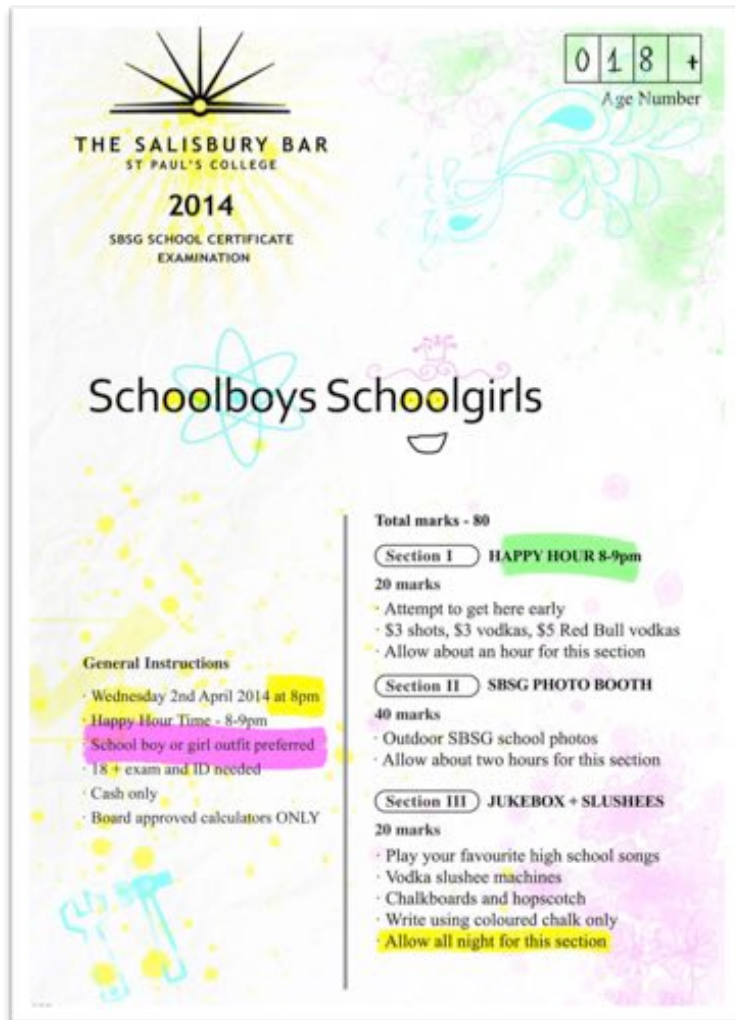 018+
Age Number
THE SALISBURY BAR
ST PAUL'S COLLEGE
2014
SBSG SCHOOL CERTIFICATE
EXAMINATION
Schoolboys Schoolgirls
General Instructions
· Wednesday 2nd April 2014 at 8pm
· Happy Hour Time - 8-9pm
· School boy or girl outfit preferred
· 18 + exam and ID needed
· Cash only
· Board approved calculators ONLY
Total marks - 80
Section I HAPPY HOUR 8-9pm
20 marks
· Attempt to get here early
· $3 shots, $3 vodkas, $5 Red Bull vodkas
· Allow about an hour for this section
Section II SBSG PHOTO BOOTH
40 marks
· Outdoor SBSG school photos
· Allow about two hours for this section
Section III JUKEBOX + SLUSHEES
20 marks
· Play your favourite high school songs
· Vodka slushee machines
· Chalkboards and hopscotch
· Write using coloured chalk only
· Allow all night for this section